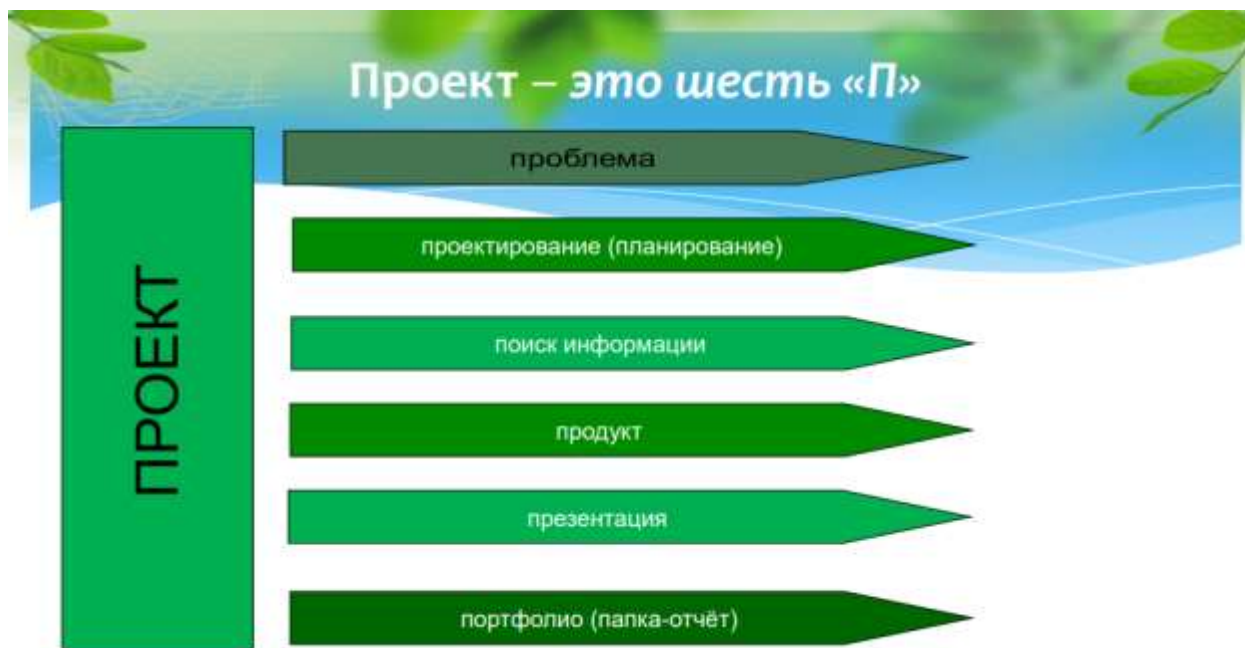 Проект – это шесть «П»
ПРОЕКТ
проблема
проектирование (планирование)
поиск информации
продукт
презентация
портфолио (папка-отчёт)